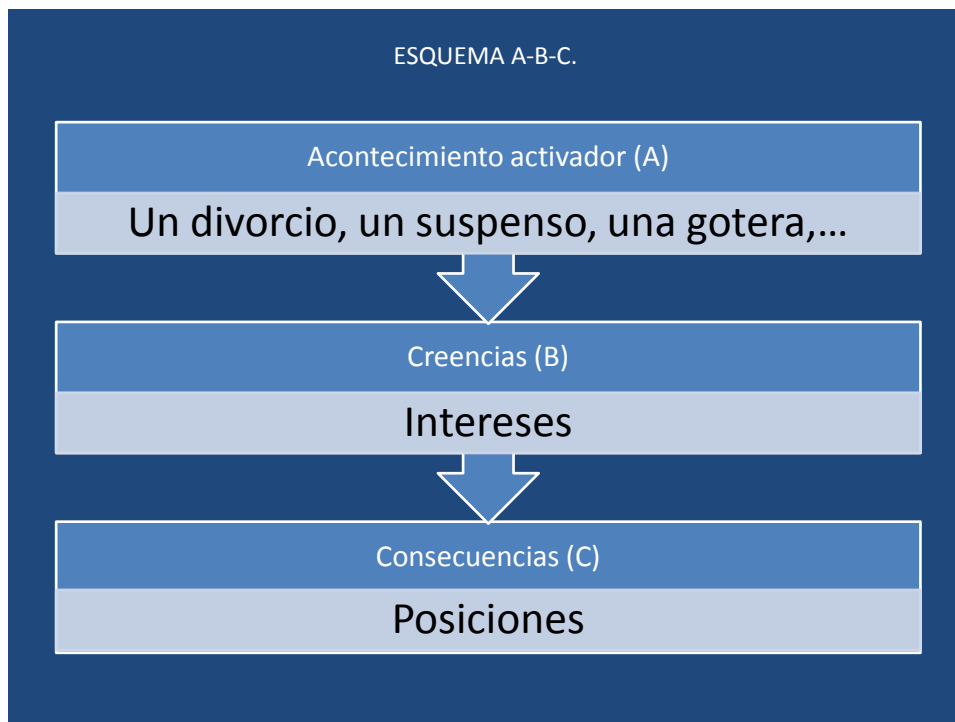 ESQUEMA A-B-C.
Acontecimiento activador (A)
Un divorcio, un suspenso, una gotera,…
Creencias (B)
Intereses
Consecuencias (C)
Posiciones